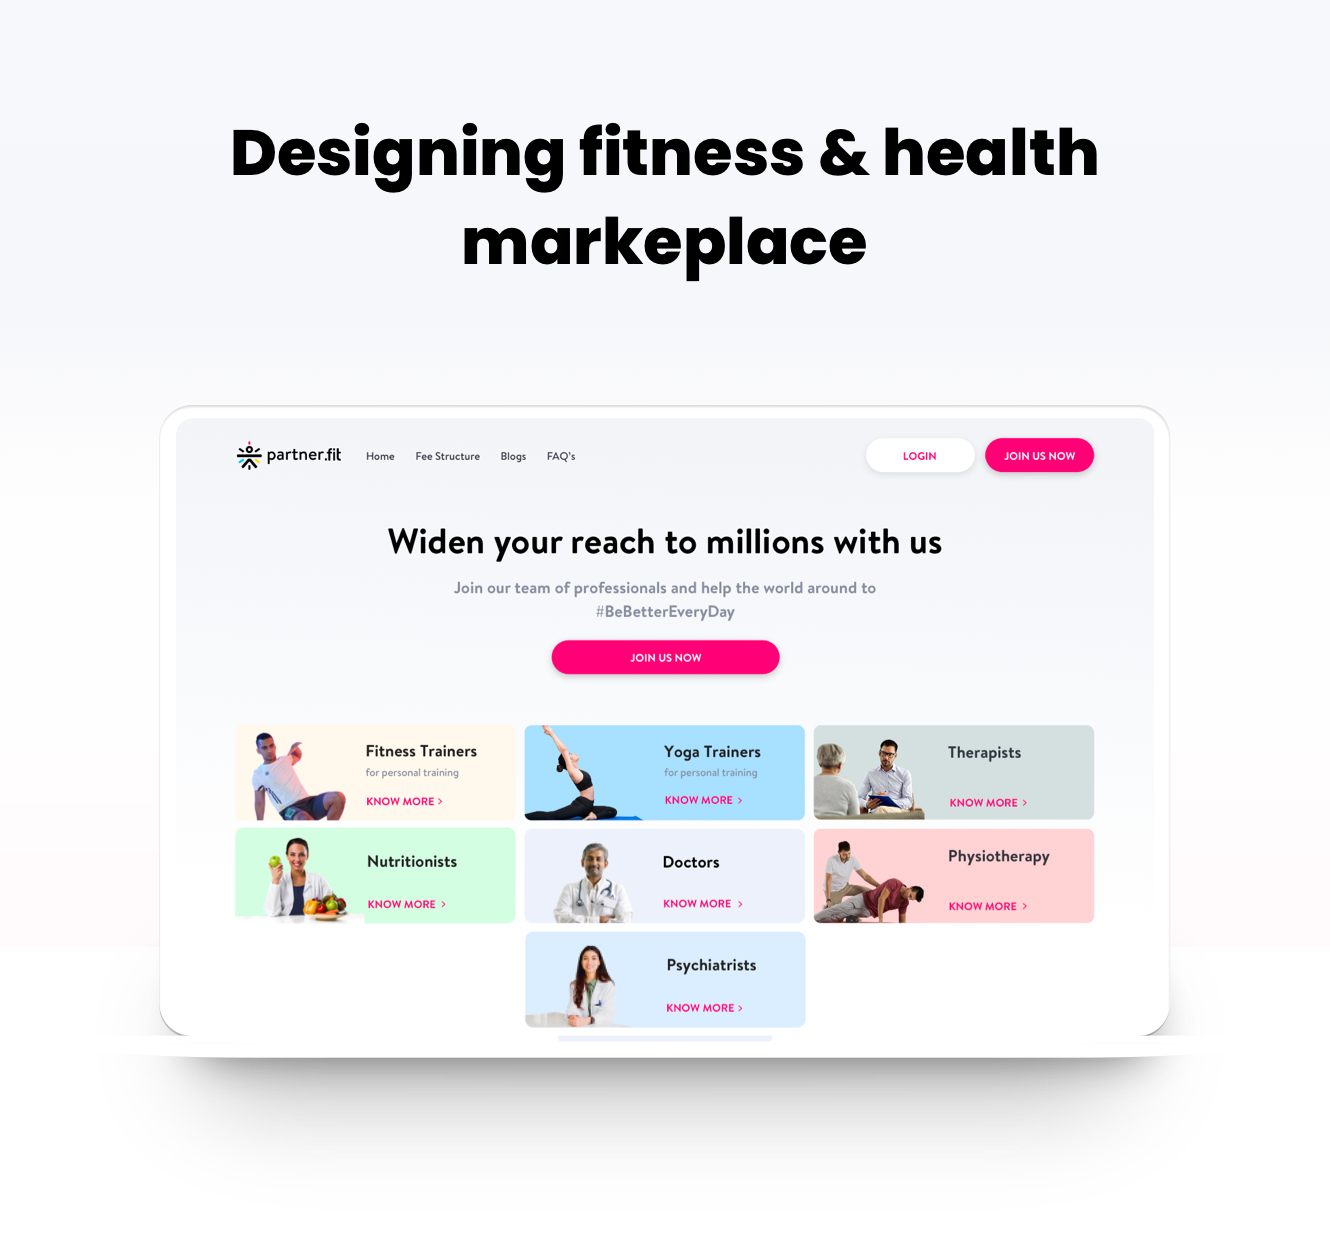 Designing fitness & health
markeplace
partner.fit Home Fee Structure Blogs FAQ's LOGIN JOIN US NOW
Widen your reach to millions with us
Join our team of professionals and help the world around to
#BeBetterEveryDay
JOIN US NOW
Fitness Trainers
for personal training
KNOW MORE >
Yoga Trainers
for personal training
KNOW MORE >
Therapists
KNOW MORE >
Nutritionists
KNOW MORE >
Doctors
KNOW MORE >
Physiotherapy
KNOW MORE >
Psychiatrists
KNOW MORE >